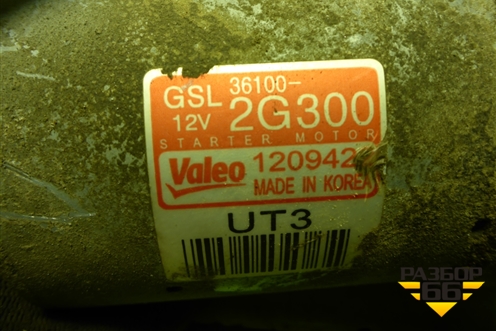 GSL 36100-
12V 2G300
STARTER MOTOR
Valeo 120942
MADE IN KOREA
UT3
РАЗБОР
66